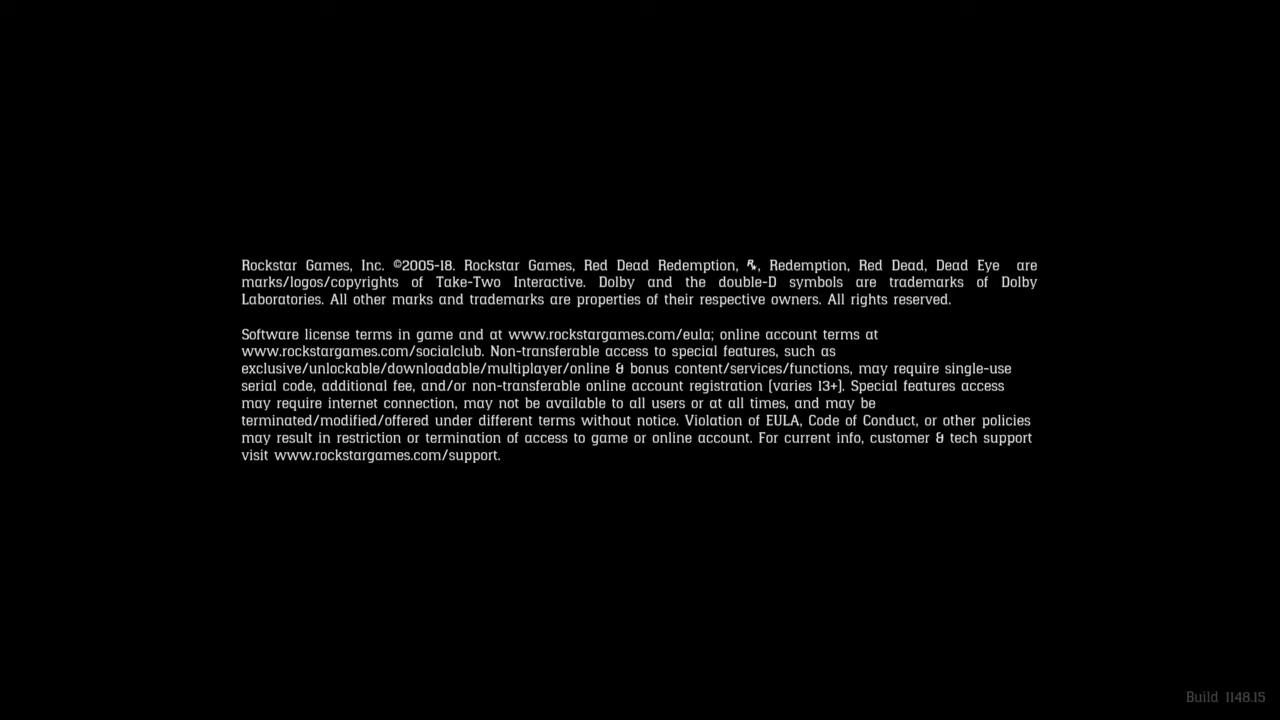 Rockstar Games, Inc. ©2005-18. Rockstar Games, Red Dead Redemption, R*, Redemption, Red Dead, Dead Eye are
marks/logos/copyrights of Take-Two Interactive. Dolby and the double-D symbols are trademarks of Dolby
Laboratories. All other marks and trademarks are properties of their respective owners. All rights reserved.
Software license terms in game and at www.rockstargames.com/eula; online account terms at
www.rockstargames.com/socialclub. Non-transferable access to special features, such as
exclusive/unlockable/downloadable/multiplayer/online & bonus content/services/functions, may require single-use
serial code, additional fee, and/or non-transferable online account registration (varies 13+). Special features access
may require internet connection, may not be available to all users or at all times, and may be
terminated/modified/offered under different terms without notice. Violation of EULA, Code of Conduct, or other policies
may result in restriction or termination of access to game or online account. For current info, customer & tech support
visit www.rockstargames.com/support.
Build 1148.15